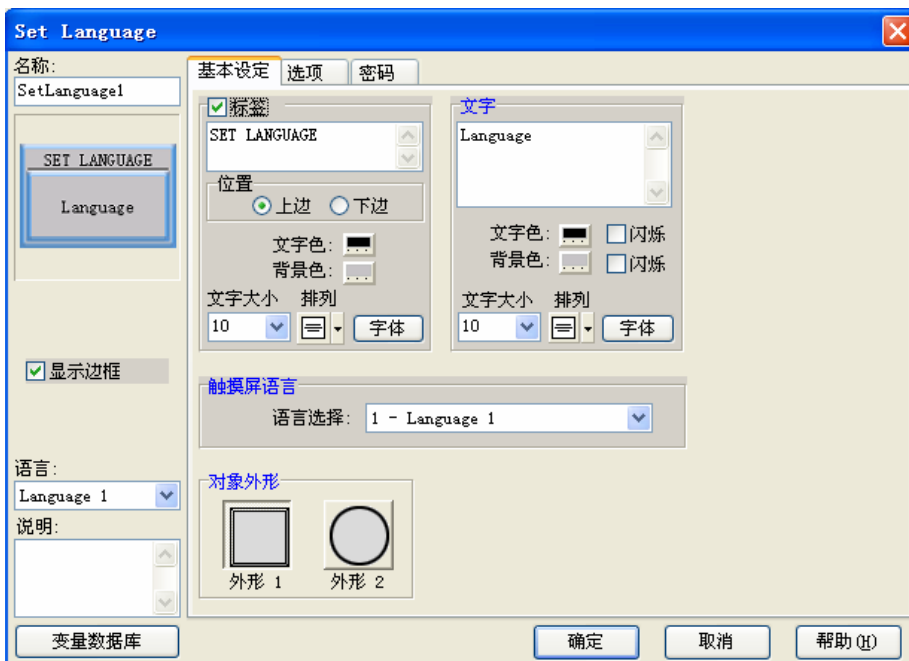 Set Language
名称:
SetLanguage1
SET LANGUAGE
Language
显示边框
语言:
Language 1
说明:
变量数据库
基本设定 选项 密码
标签
SET LANGUAGE
位置
上边 下边
文字色:
背景色:
文字大小 排列
10 字体
文字
Language
文字色: 闪烁
背景色: 闪烁
文字大小 排列
10 字体
触摸屏语言
语言选择: 1 - Language 1
对象外形
外形 1 外形 2
确定 取消 帮助(H)